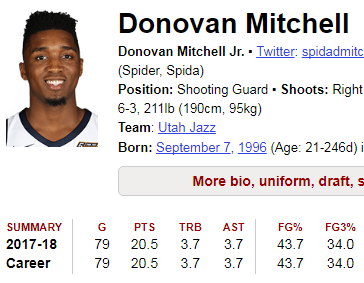 Donovan Mitchell
Donovan Mitchell Jr. ▪ Twitter: spidadmitc
(Spider, Spida)
Position: Shooting Guard ▪ Shoots: Right
6-3, 211lb (190cm, 95kg)
Team: Utah Jazz
Born: September 7, 1996 (Age: 21-246d) i
More bio, uniform, draft, s
SUMMARY G PTS TRB AST FG% FG3%
2017-18 79 20.5 3.7 3.7 43.7 34.0
Career 79 20.5 3.7 3.7 43.7 34.0